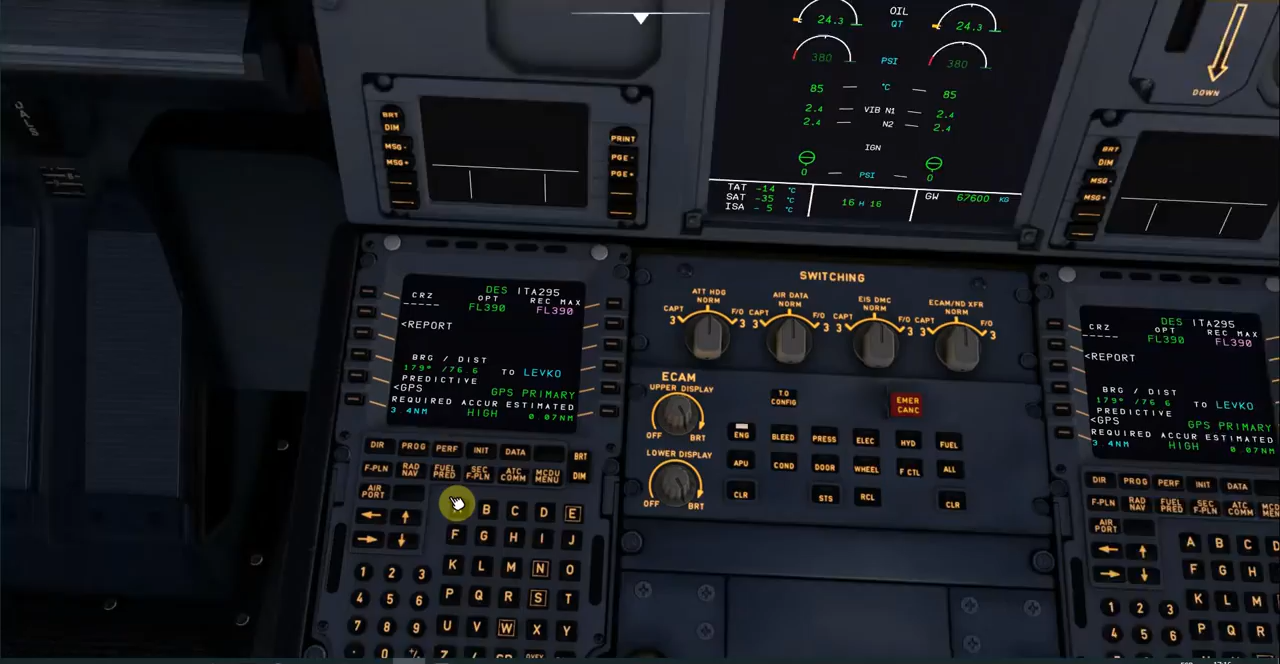 OIL
24.3 QT 24.3
380 PSI 380
85 °C 85
2.4 VIB N1 2.4
2.4 N2 2.4
IGN
0 PSI 0
TAT -14 °C
SAT -35 °C
ISA - 5 °C
16 H 16
GW 67600 KG
DOWN
BRT
DIM
MSG-
MSG+
PRINT
PGE-
PGE+
BRT
DIM
MSG-
MSG+
DES ITA295
CRZ OPT REC MAX
----- FL390 FL390
<REPORT
BRG / DIST
179° /76.6 TO LEVKO
PREDICTIVE
<GPS GPS PRIMARY
REQUIRED ACCUR ESTIMATED
3.4NM HIGH 0.07NM
DIR PROG PERF INIT DATA BRT
F-PLN RAD NAV FUEL PRED SEC F-PLN ATC COMM MCDU MENU DIM
AIR PORT
B C D E
F G H I J
K L M N O
P Q R S T
U V W X Y
1 2 3
4 5 6
7 8 9
. 0 +/
SWITCHING
ATT HDG
NORM
CAPT 3 F/O 3
AIR DATA
NORM
CAPT 3 F/O 3
EIS DMC
NORM
CAPT 3 F/O 3
ECAM/ND XFR
NORM
CAPT 3 F/O 3
ECAM
UPPER DISPLAY
OFF BRT
LOWER DISPLAY
OFF BRT
T.O
CONFIG
EMER
CANC
ENG BLEED PRESS ELEC HYD FUEL
APU COND DOOR WHEEL F CTL ALL
CLR STS RCL CLR
DES ITA295
CRZ OPT REC MAX
----- FL390 FL390
<REPORT
BRG / DIST
179° /76.6 TO LEVKO
PREDICTIVE
<GPS GPS PRIMARY
REQUIRED ACCUR ESTIMATED
3.4NM HIGH 0.07N
DIR PROG PERF INIT DATA
F-PLN RAD NAV FUEL PRED SEC F-PLN ATC COMM
AIR PORT
A B C
F G H
K L M
P Q R
1 2 3
4 5 6